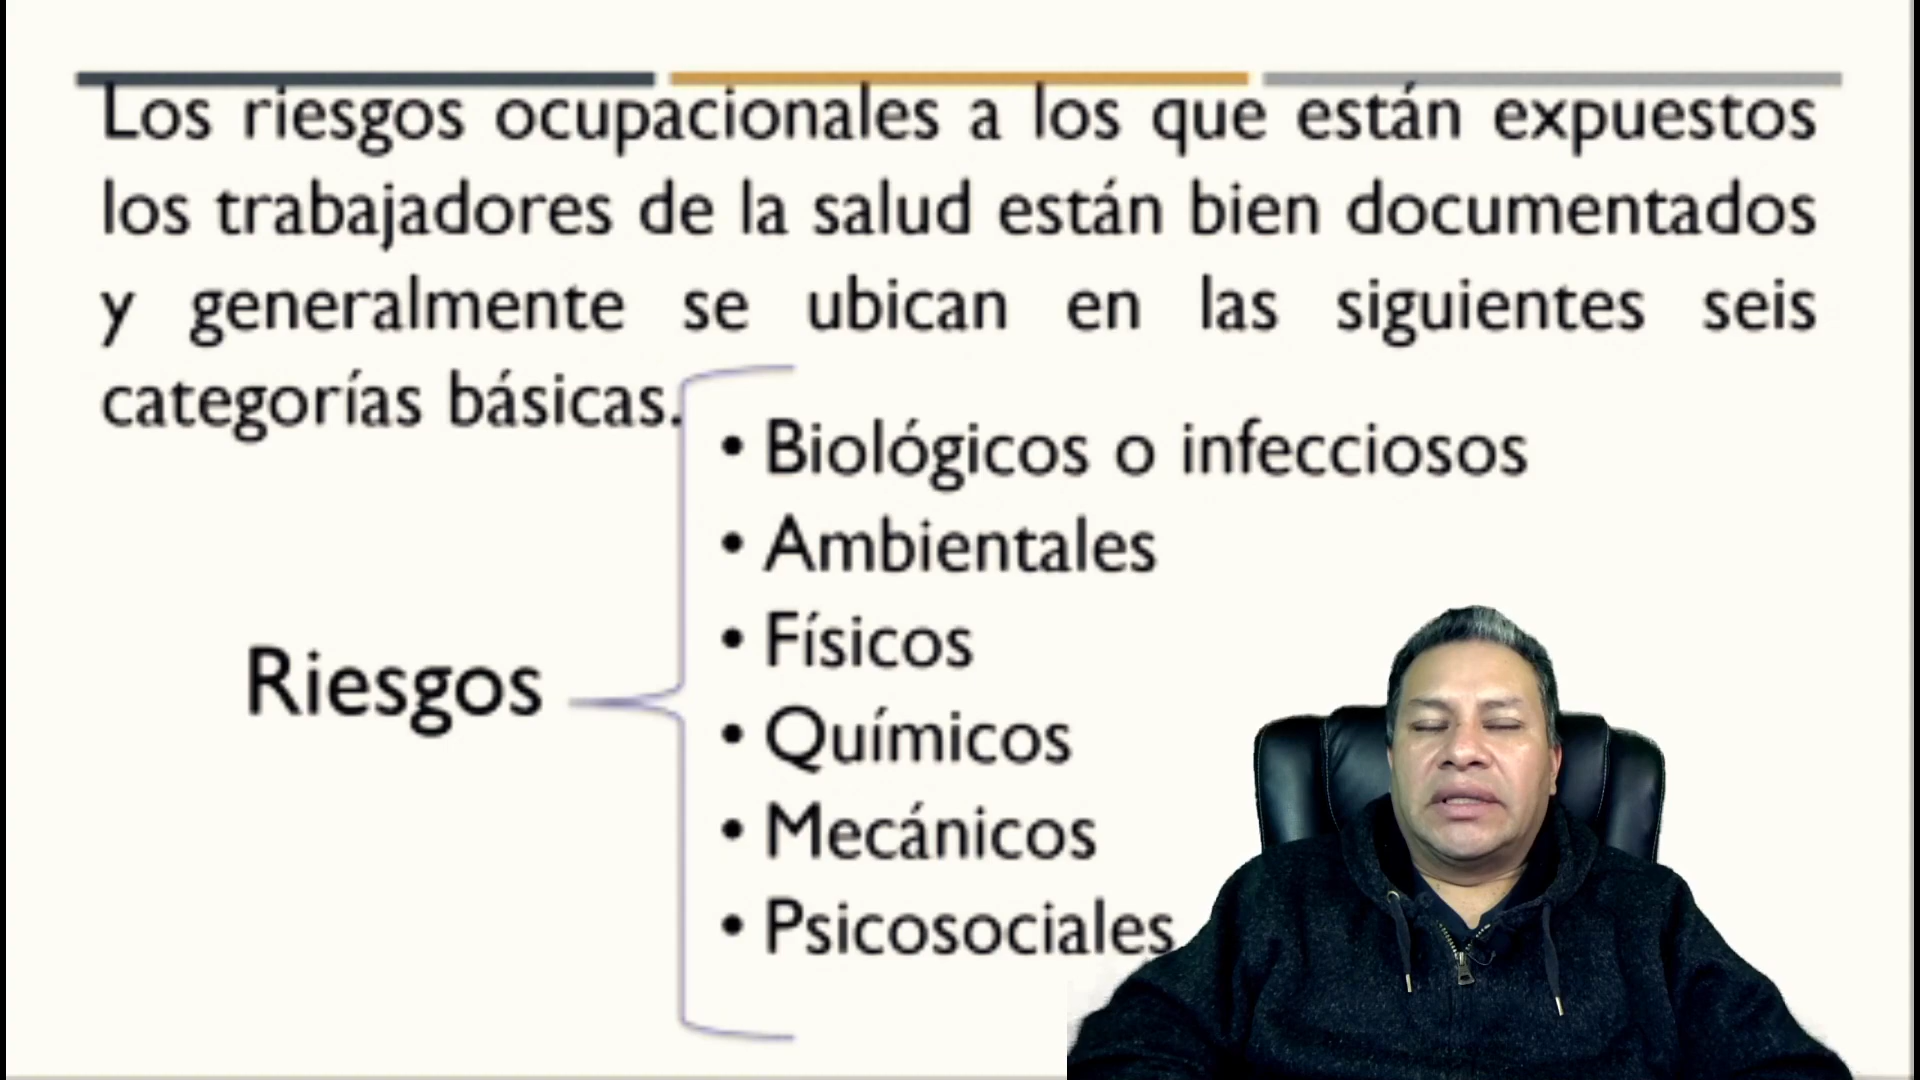 Los riesgos ocupacionales a los que están expuestos
los trabajadores de la salud están bien documentados
y generalmente se ubican en las siguientes seis
categorías básicas.
• Biológicos o infecciosos
• Ambientales
• Físicos
Riesgos
• Químicos
• Mecánicos
• Psicosociales